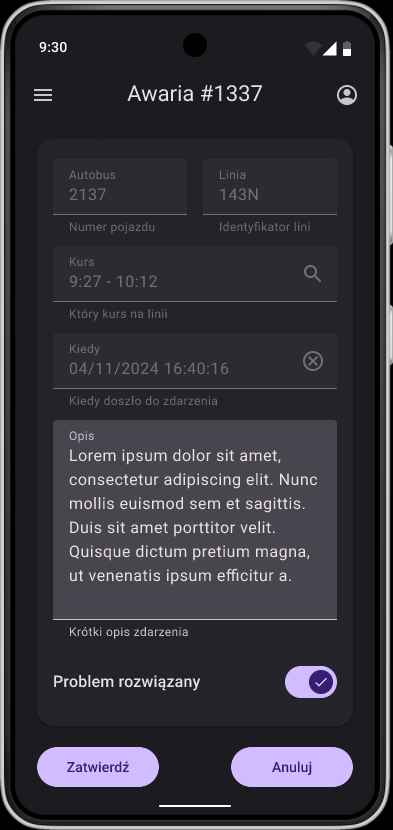 9:30
Awaria #1337
Autobus
2137
Numer pojazdu
Linia
143N
Identyfikator lini
Kurs
9:27 - 10:12
Który kurs na linii
Kiedy
04/11/2024 16:40:16
Kiedy doszło do zdarzenia
Opis
Lorem ipsum dolor sit amet,
consectetur adipiscing elit. Nunc
mollis euismod sem et sagittis.
Duis sit amet porttitor velit.
Quisque dictum pretium magna,
ut venenatis ipsum efficitur a.
Krótki opis zdarzenia
Problem rozwiązany
Zatwierdź
Anuluj